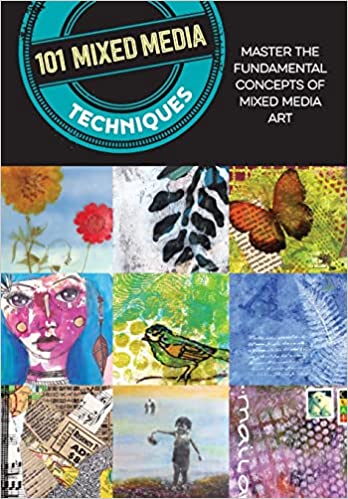 101 MIXED MEDIA
TECHNIQUES
MASTER THE
FUNDAMENTAL
CONCEPTS OF
MIXED MEDIA
ART